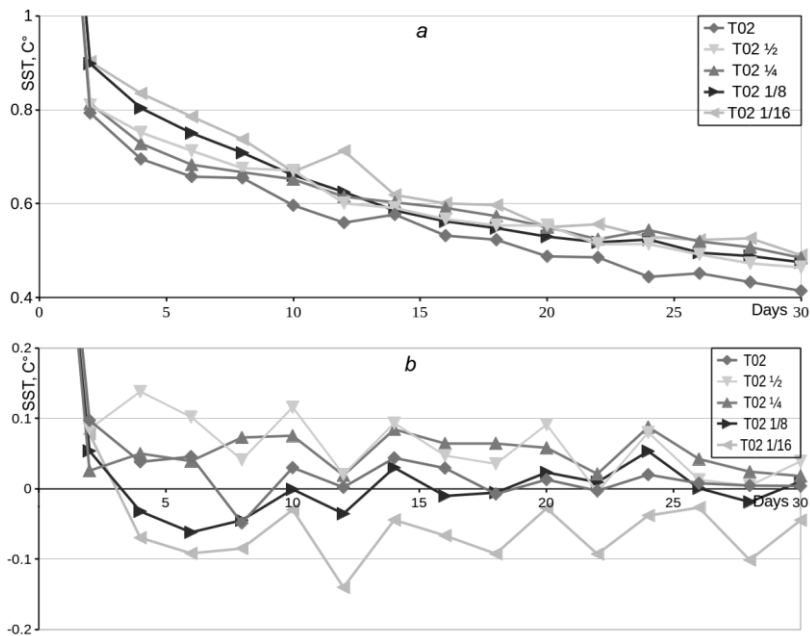 1
a
T02
T02 ½
T02 ¼
T02 1/8
T02 1/16
SST, C°
0.8
0.6
0.4
0 5 10 15 20 25 Days 30
0.2
b
T02
T02 ½
T02 ¼
T02 1/8
T02 1/16
SST, C°
0.1
0
5 10 15 20 25 Days 30
-0.1
-0.2